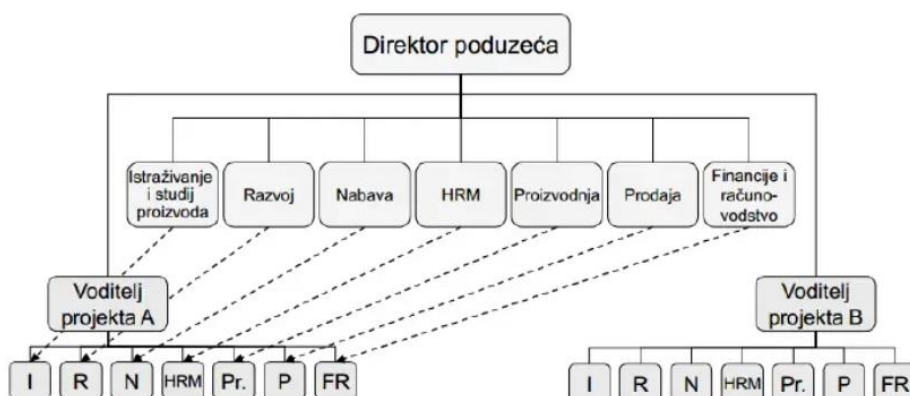 Direktor poduzeća
Istraživanje
i studij
proizvoda
Razvoj
Nabava
HRM
Proizvodnja
Prodaja
Financije i
računo-
vodstvo
Voditelj
projekta A
Voditelj
projekta B
I
R
N
HRM
Pr.
P
FR
I
R
N
HRM
Pr.
P
FR